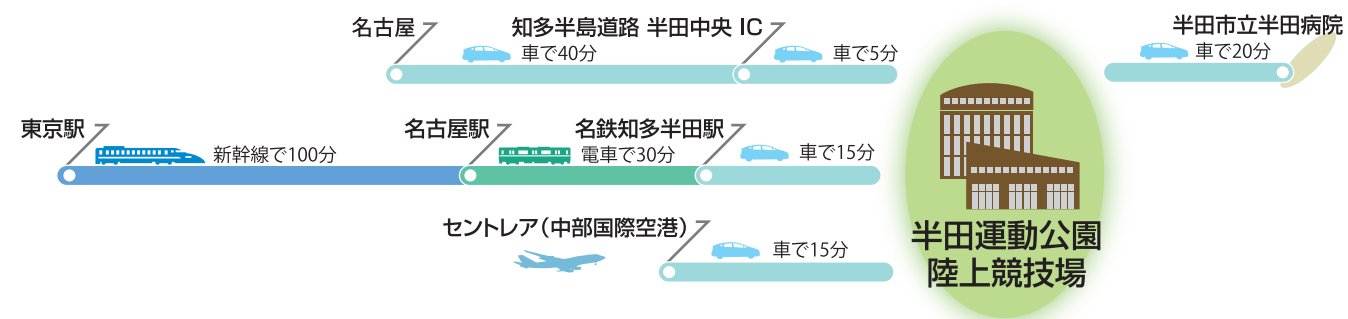 名古屋
知多半島道路 半田中央 IC
半田市立半田病院
車で40分
車で5分
車で20分
東京駅
名古屋駅
名鉄知多半田駅
新幹線で100分
電車で30分
車で15分
セントレア(中部国際空港)
車で15分
半田運動公園
陸上競技場